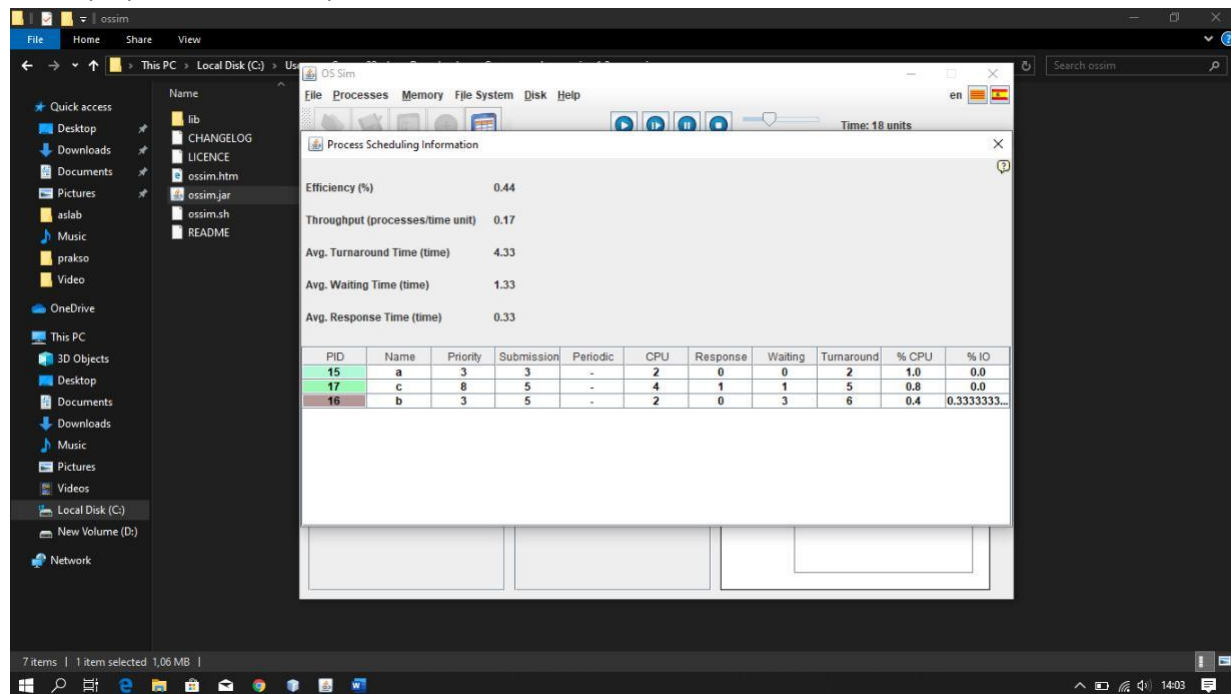 ossim
File Home Share View
This PC > Local Disk (C:) >
Search ossim
Quick access
Desktop
Downloads
Documents
Pictures
aslab
Music
prakso
Video
OneDrive
This PC
3D Objects
Desktop
Documents
Downloads
Music
Pictures
Videos
Local Disk (C:)
New Volume (D:)
Network
Name
lib
CHANGELOG
LICENCE
ossim.htm
ossim.jar
ossim.sh
README
OS Sim
File Processes Memory File System Disk Help
en
Time: 18 units
Process Scheduling Information
Efficiency (%) 0.44
Throughput (processes/time unit) 0.17
Avg. Turnaround Time (time) 4.33
Avg. Waiting Time (time) 1.33
Avg. Response Time (time) 0.33
PID Name Priority Submission Periodic CPU Response Waiting Turnaround % CPU % IO
15 a 3 3 - 2 0 0 2 1.0 0.0
17 c 8 5 - 4 1 1 5 0.8 0.0
16 b 3 5 - 2 0 3 6 0.4 0.3333333...
7 items | 1 item selected 1,06 MB |
14:03